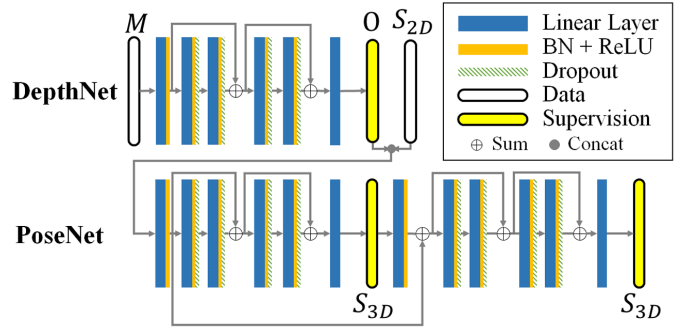 M
O
S2D
DepthNet
Linear Layer
BN + ReLU
Dropout
Data
Supervision
⊕ Sum
Concat
PoseNet
S3D
S3D